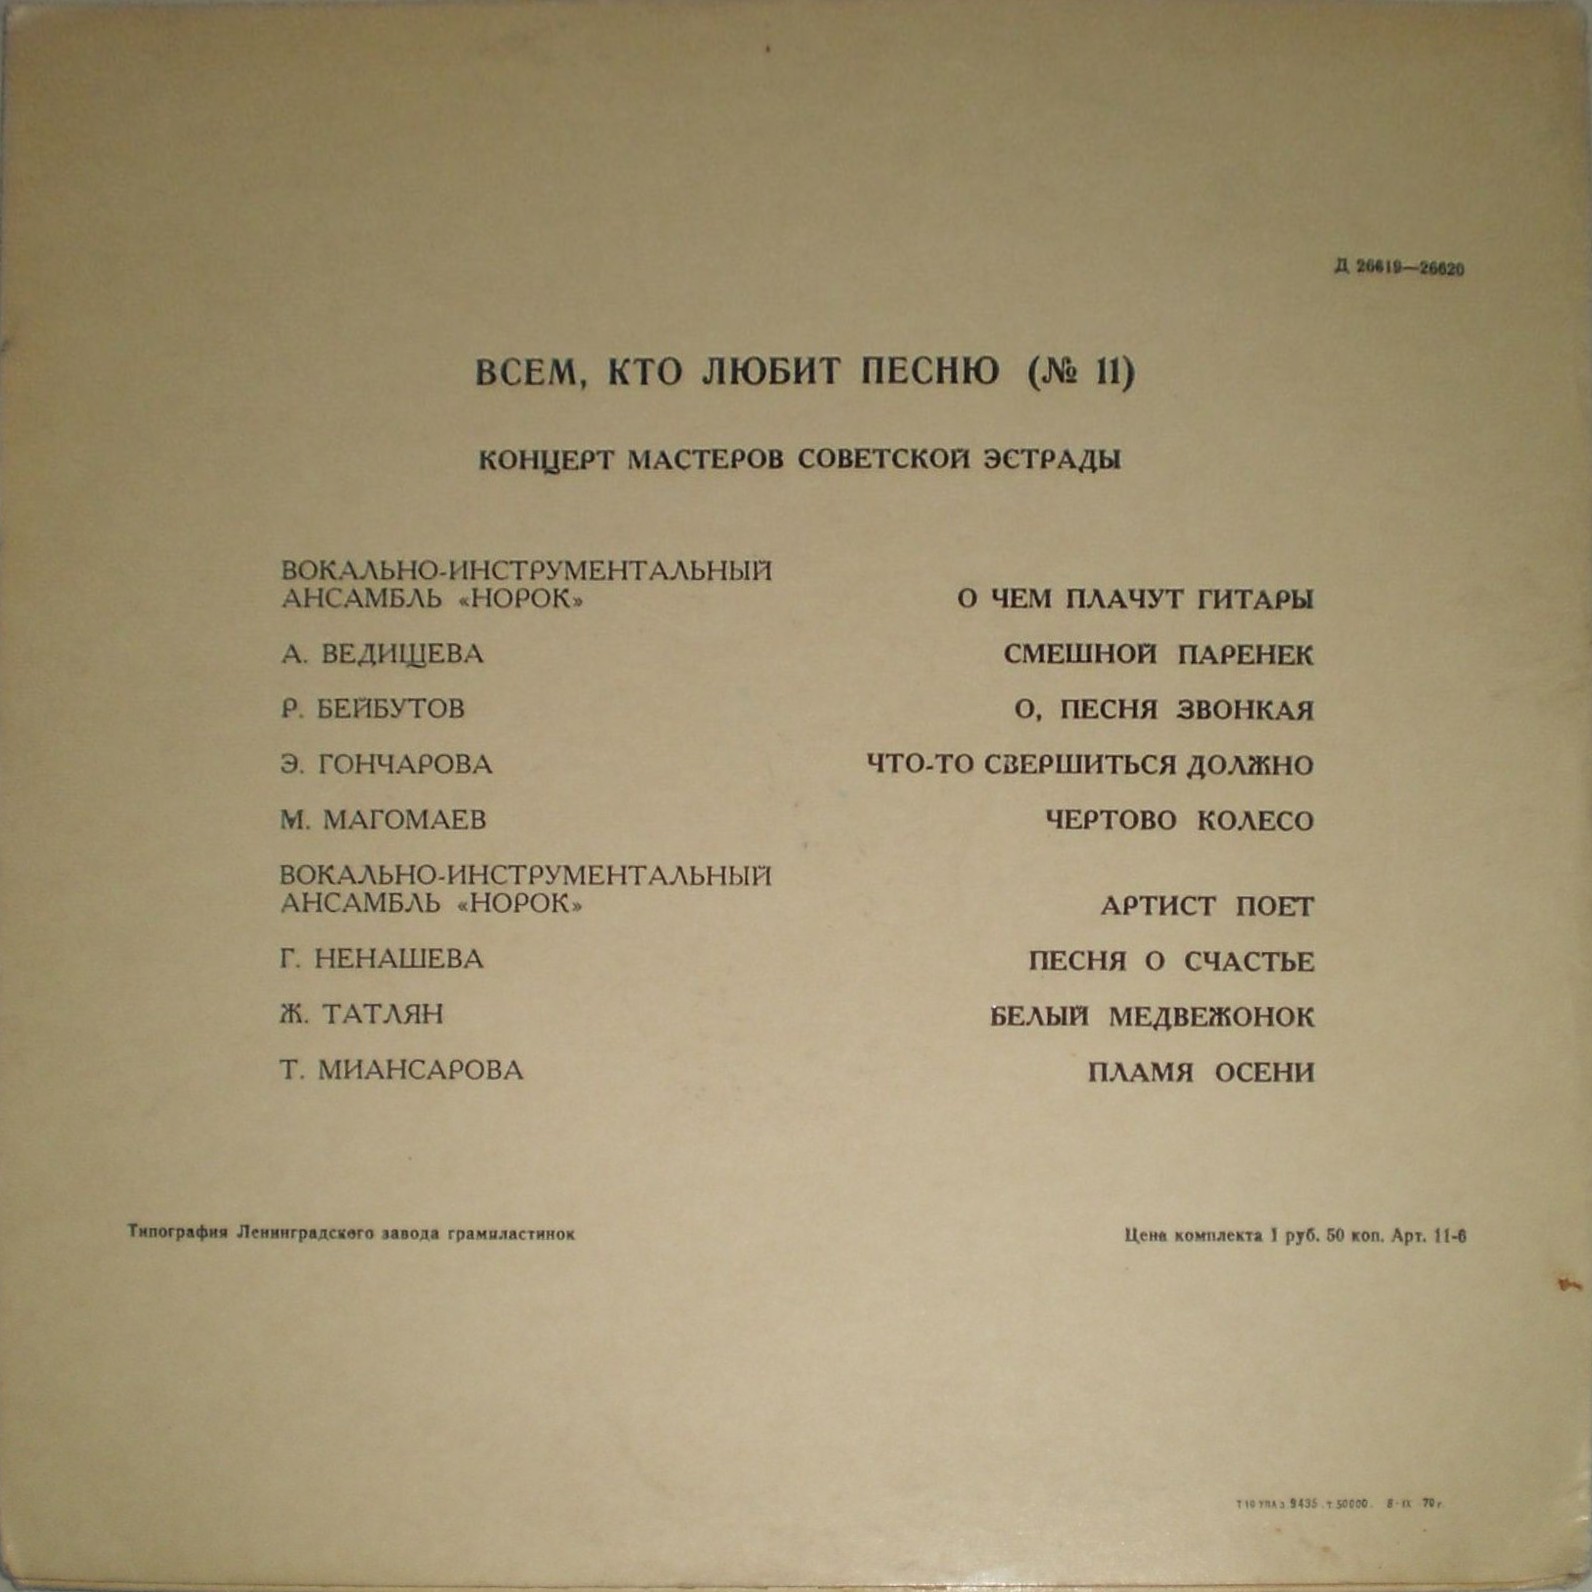 Д 26619—26620
ВСЕМ, КТО ЛЮБИТ ПЕСНЮ (№ 11)
КОНЦЕРТ МАСТЕРОВ СОВЕТСКОЙ ЭСТРАДЫ
ВОКАЛЬНО-ИНСТРУМЕНТАЛЬНЫЙ
АНСАМБЛЬ «НОРОК» О ЧЕМ ПЛАЧУТ ГИТАРЫ
А. ВЕДИЩЕВА СМЕШНОЙ ПАРЕНЕК
Р. БЕЙБУТОВ О, ПЕСНЯ ЗВОНКАЯ
Э. ГОНЧАРОВА ЧТО-ТО СВЕРШИТЬСЯ ДОЛЖНО
М. МАГОМАЕВ ЧЕРТОВО КОЛЕСО
ВОКАЛЬНО-ИНСТРУМЕНТАЛЬНЫЙ
АНСАМБЛЬ «НОРОК» АРТИСТ ПОЕТ
Г. НЕНАШЕВА ПЕСНЯ О СЧАСТЬЕ
Ж. ТАТЛЯН БЕЛЫЙ МЕДВЕЖОНОК
Т. МИАНСАРОВА ПЛАМЯ ОСЕНИ
Типография Ленинградского завода грампластинок Цена комплекта 1 руб. 50 коп. Арт. 11-6
9435 т. 50000. 70 г.